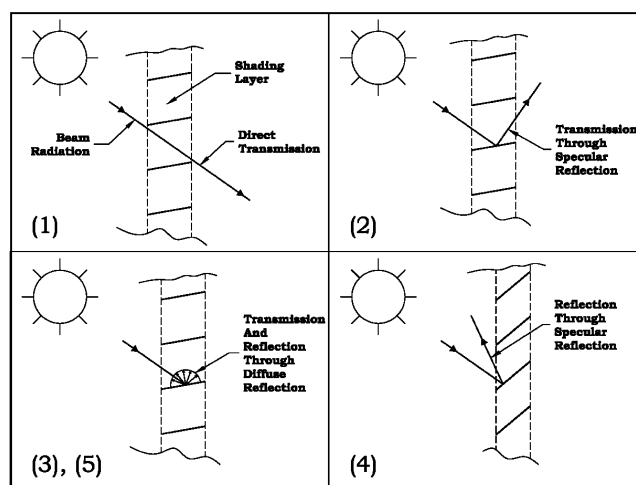 Shading
Layer
Beam
Radiation
Direct
Transmission
(1)
Transmission
Through
Specular
Reflection
(2)
Transmission
And
Reflection
Through
Diffuse
Reflection
(3), (5)
Reflection
Through
Specular
Reflection
(4)